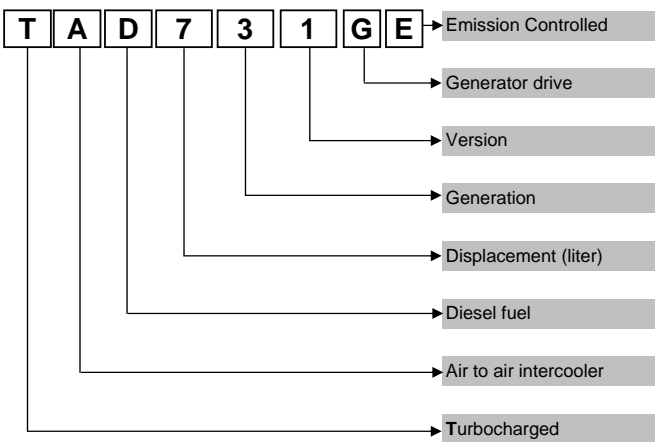 T A D 7 3 1 G E Emission Controlled
Generator drive
Version
Generation
Displacement (liter)
Diesel fuel
Air to air intercooler
Turbocharged